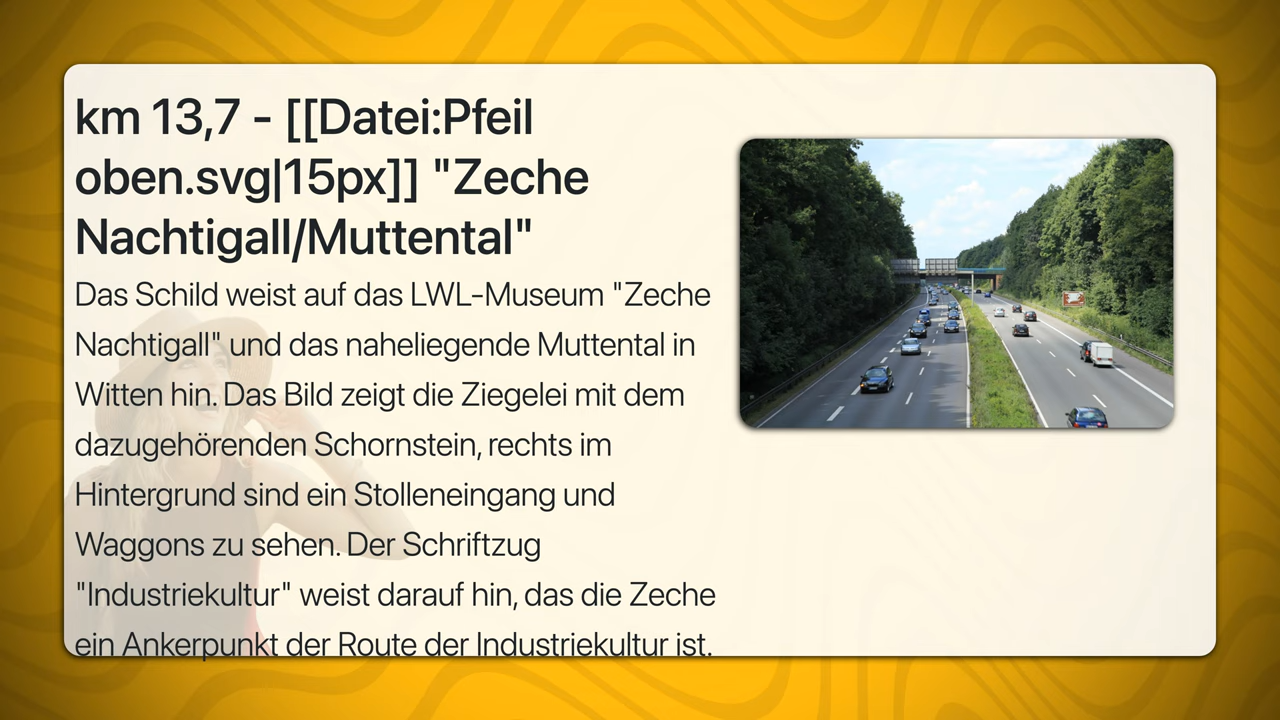 km 13,7 - [[Datei:Pfeil
oben.svg|15px]] "Zeche
Nachtigall/Muttental"
Das Schild weist auf das LWL-Museum "Zeche
Nachtigall" und das naheliegende Muttental in
Witten hin. Das Bild zeigt die Ziegelei mit dem
dazugehörenden Schornstein, rechts im
Hintergrund sind ein Stolleneingang und
Waggons zu sehen. Der Schriftzug
"Industriekultur" weist darauf hin, das die Zeche
ein Ankerpunkt der Route der Industriekultur ist.